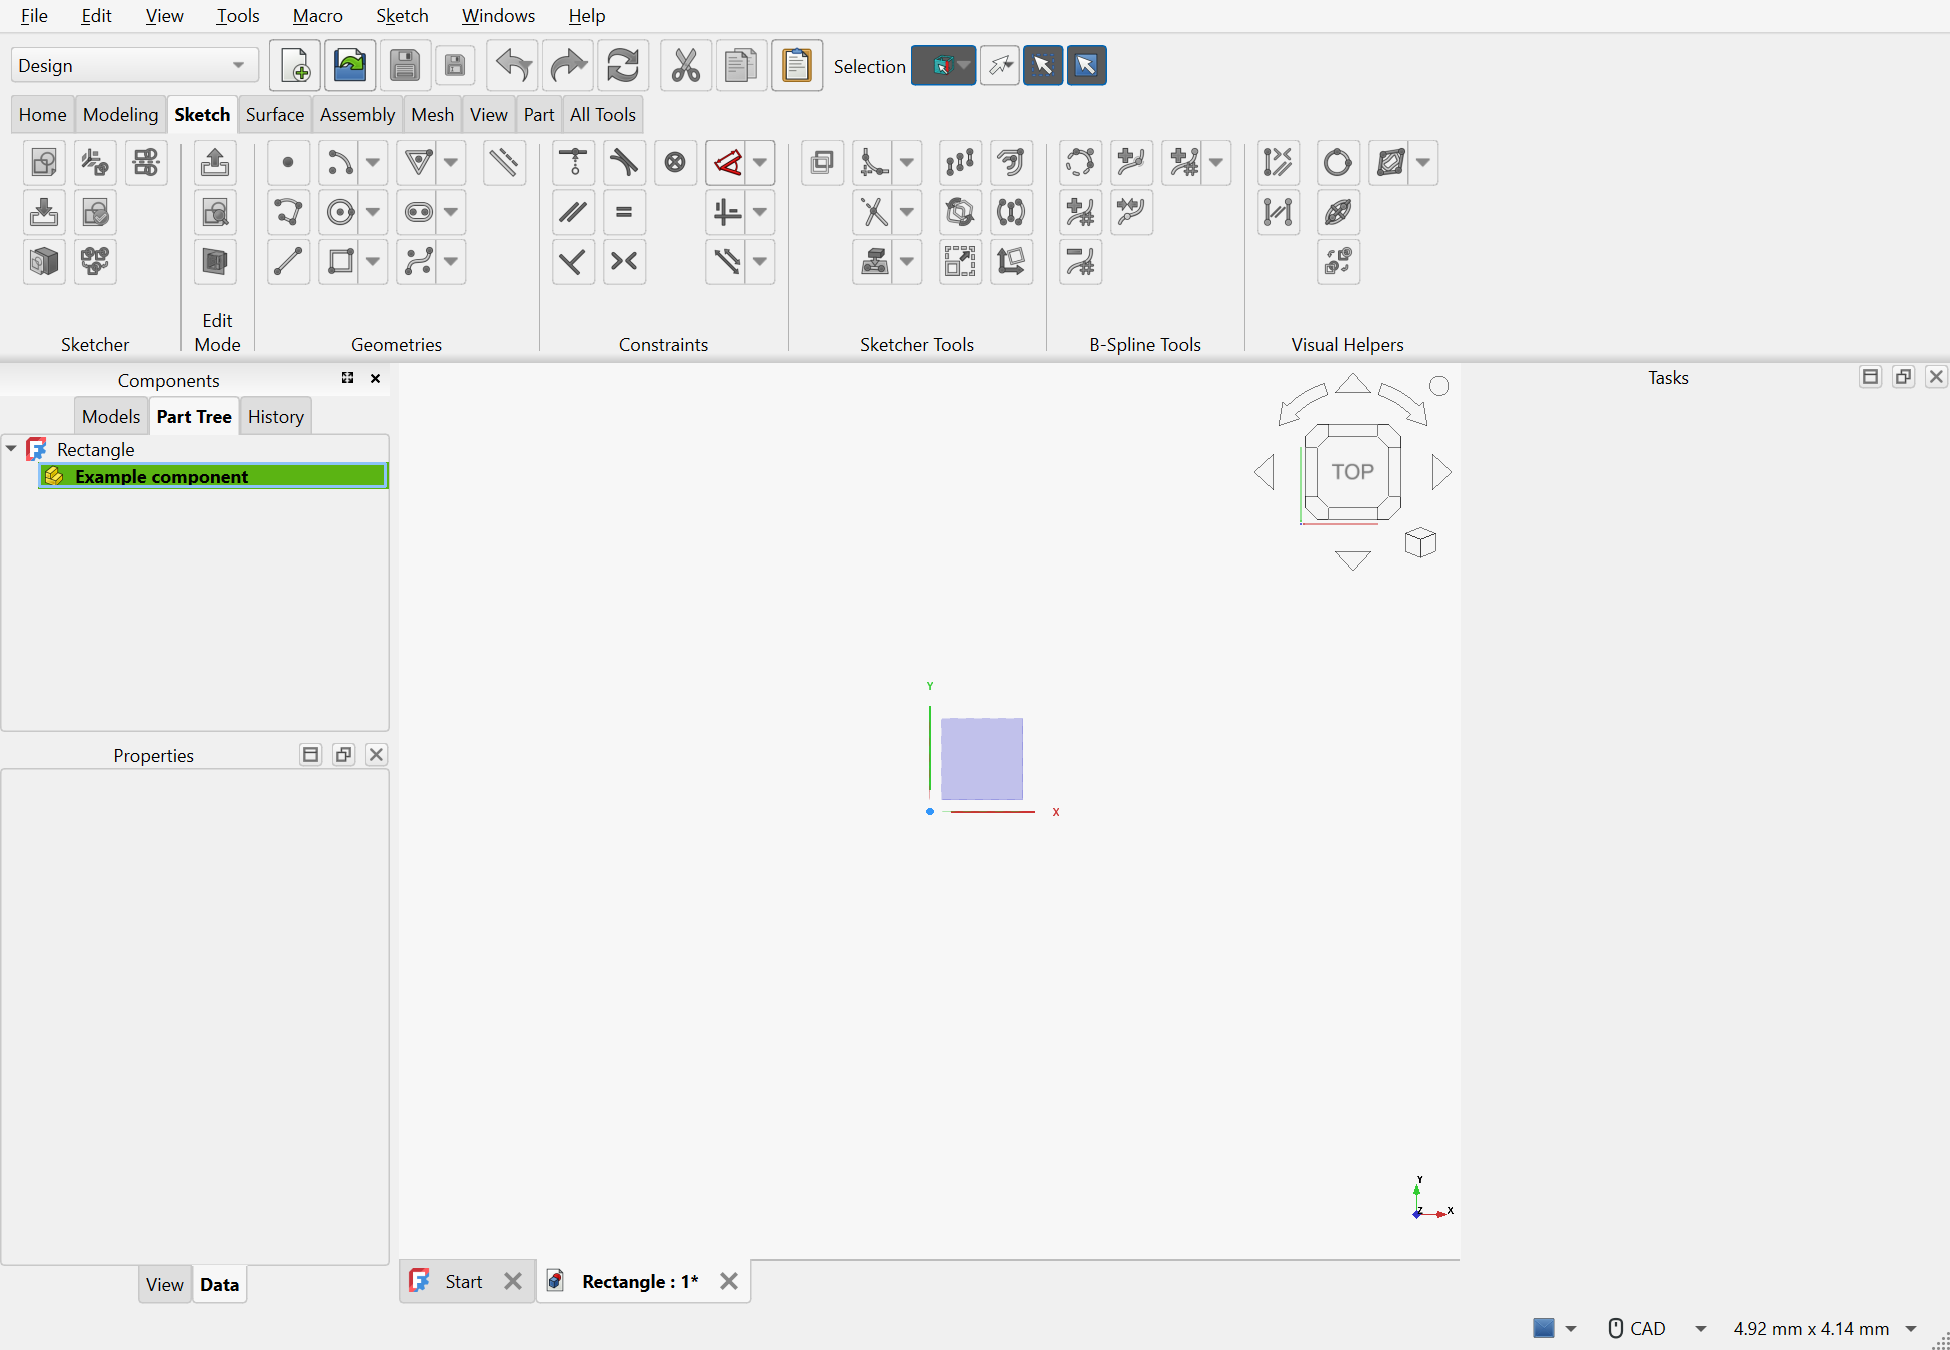 File Edit View Tools Macro Sketch Windows Help
Design
Selection
Home Modeling Sketch Surface Assembly Mesh View Part All Tools
Sketcher
Edit Mode
Geometries
Constraints
Sketcher Tools
B-Spline Tools
Visual Helpers
Components
Models Part Tree History
Rectangle
Example component
Properties
View Data
TOP
Y
X
Y
Z
X
Tasks
Start
Rectangle : 1*
CAD
4.92 mm x 4.14 mm